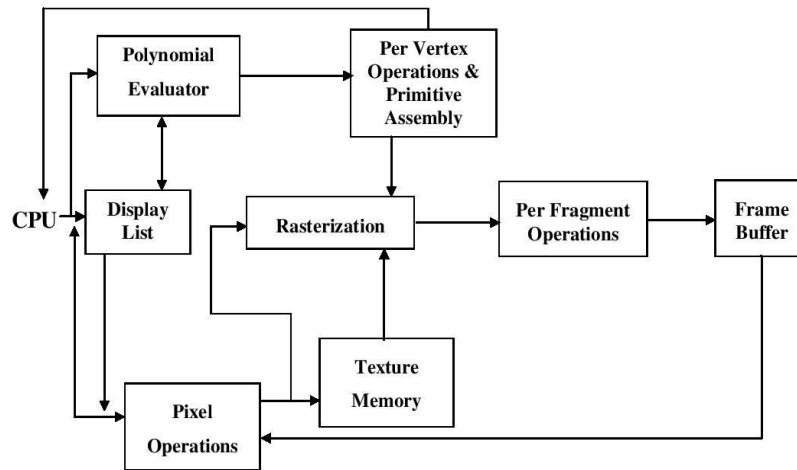 Polynomial
Evaluator
Per Vertex
Operations &
Primitive
Assembly
CPU
Display
List
Rasterization
Per Fragment
Operations
Frame
Buffer
Texture
Memory
Pixel
Operations